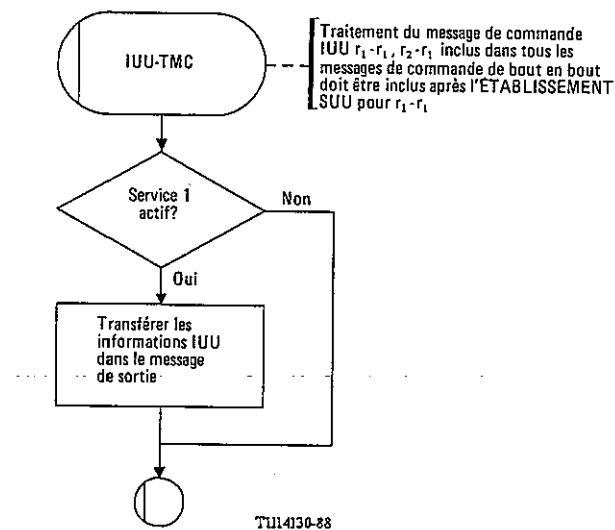 IUU-TMC
Traitement du message de commande
IUU r₁-r₁, r₂-r₁ inclus dans tous les
messages de commande de bout en bout
doit être inclus après l'ÉTABLISSEMENT
SUU pour r₁-r₁
Service 1
actif?
Non
Oui
Transférer les
informations IUU
dans le message
de sortie
T1114130-88